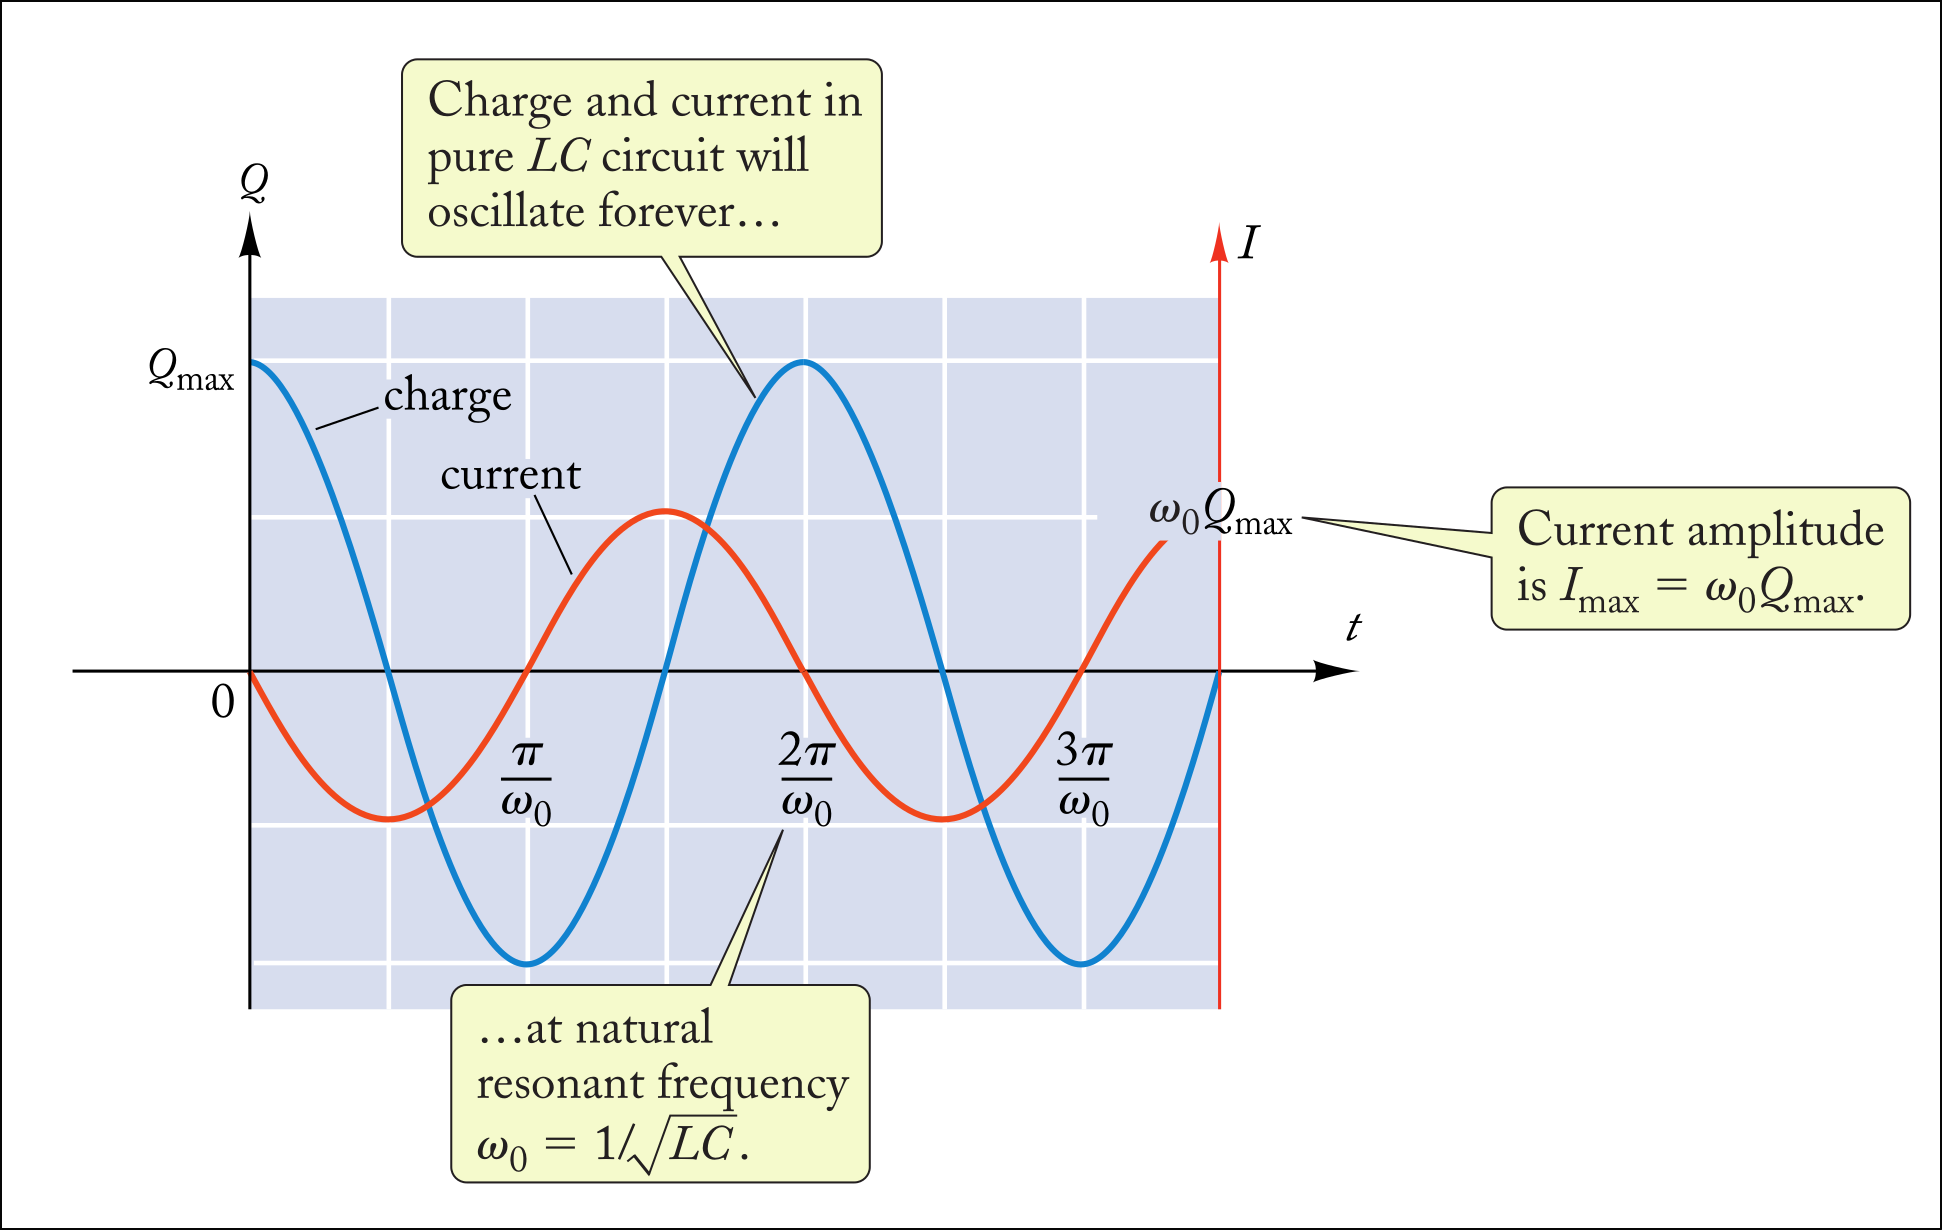 Charge and current in
pure LC circuit will
oscillate forever…
Q
I
Qmax
charge
current
ω0Qmax
Current amplitude
is Imax = ω0Qmax.
t
0
π/ω0
2π/ω0
3π/ω0
…at natural
resonant frequency
ω0 = 1/√LC.